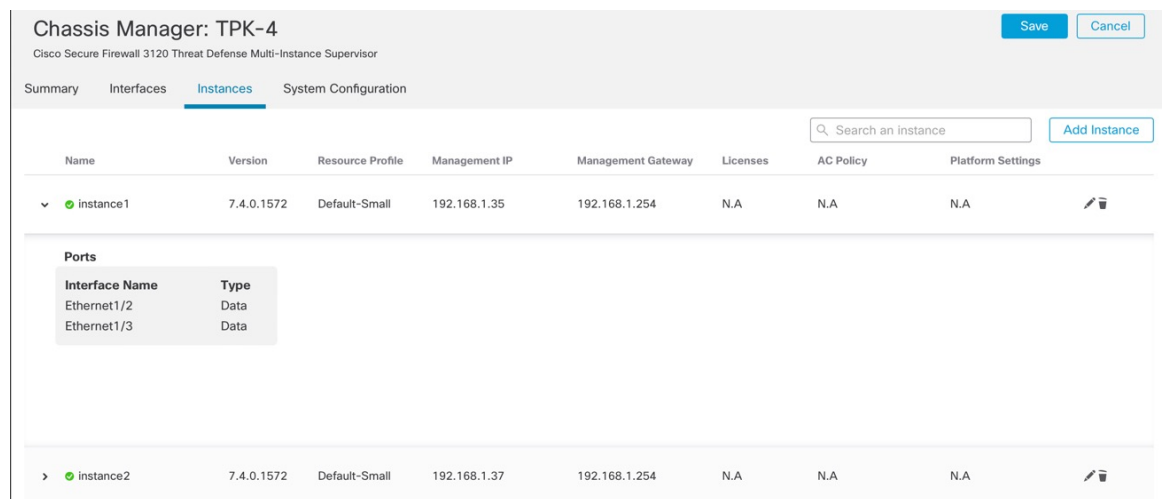 Chassis Manager: TPK-4
Save
Cancel
Cisco Secure Firewall 3120 Threat Defense Multi-Instance Supervisor
Summary Interfaces Instances System Configuration
Search an instance
Add Instance
Name Version Resource Profile Management IP Management Gateway Licenses AC Policy Platform Settings
instance1 7.4.0.1572 Default-Small 192.168.1.35 192.168.1.254 N.A N.A N.A
Ports
Interface Name Type
Ethernet1/2 Data
Ethernet1/3 Data
instance2 7.4.0.1572 Default-Small 192.168.1.37 192.168.1.254 N.A N.A N.A